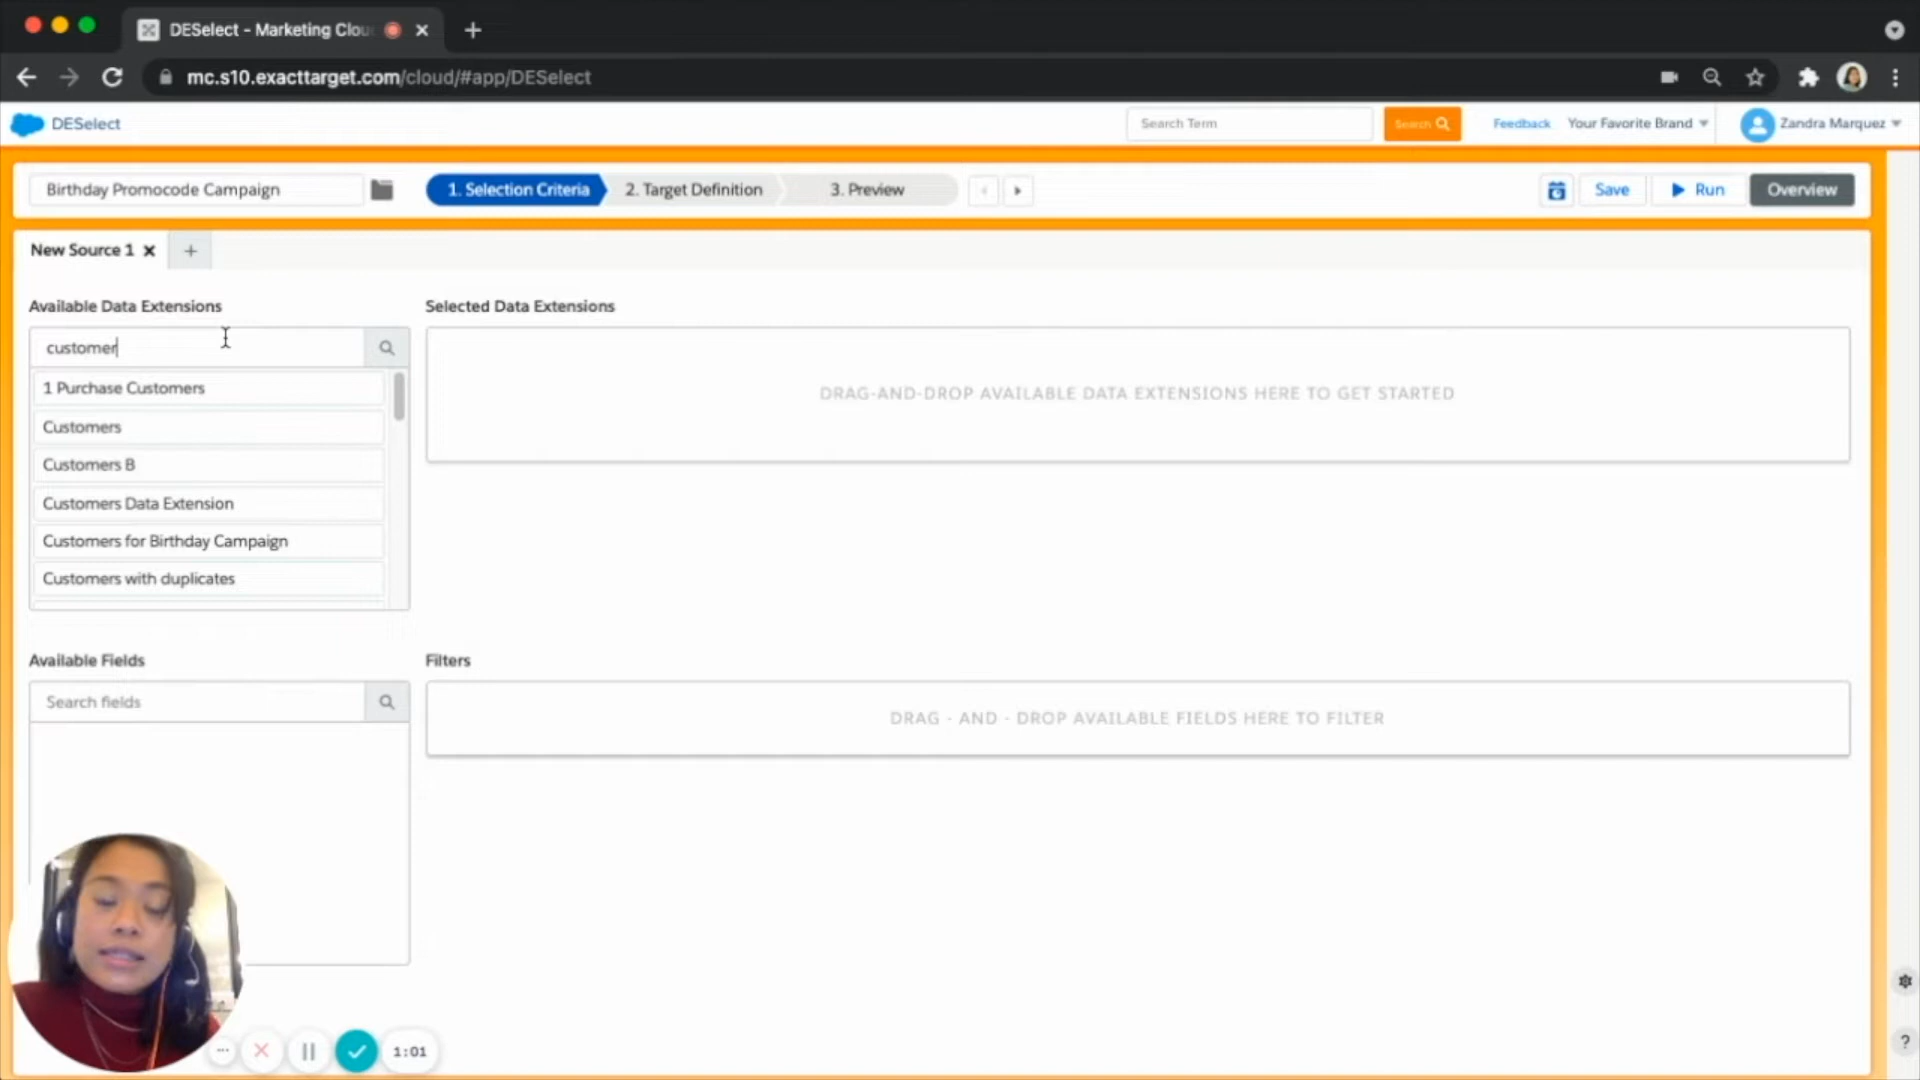 DESelect - Marketing Clou
mc.s10.exacttarget.com/cloud/#app/DESelect
DESelect
Search Term
Search
Feedback
Your Favorite Brand
Zandra Marquez
Birthday Promocode Campaign
1. Selection Criteria
2. Target Definition
3. Preview
Save
Run
Overview
New Source 1
+
Available Data Extensions
Selected Data Extensions
customer
1 Purchase Customers
Customers
Customers B
Customers Data Extension
Customers for Birthday Campaign
Customers with duplicates
DRAG-AND-DROP AVAILABLE DATA EXTENSIONS HERE TO GET STARTED
Available Fields
Filters
Search fields
DRAG - AND - DROP AVAILABLE FIELDS HERE TO FILTER
1:01
?